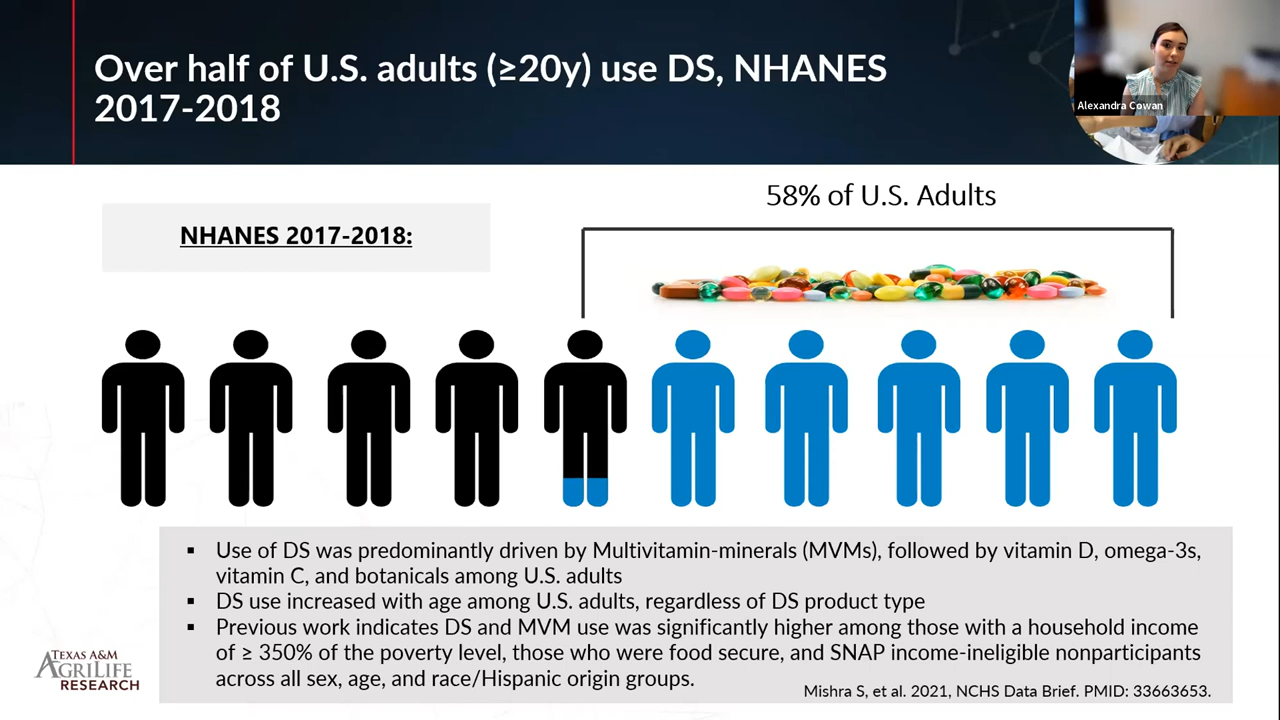 Over half of U.S. adults (≥20y) use DS, NHANES
2017-2018
Alexandra Cowan
58% of U.S. Adults
NHANES 2017-2018:
▪ Use of DS was predominantly driven by Multivitamin-minerals (MVMs), followed by vitamin D, omega-3s,
vitamin C, and botanicals among U.S. adults
▪ DS use increased with age among U.S. adults, regardless of DS product type
▪ Previous work indicates DS and MVM use was significantly higher among those with a household income
of ≥ 350% of the poverty level, those who were food secure, and SNAP income-ineligible nonparticipants
across all sex, age, and race/Hispanic origin groups.
Mishra S, et al. 2021, NCHS Data Brief. PMID: 33663653.
TEXAS A&M
AGRILIFE
RESEARCH